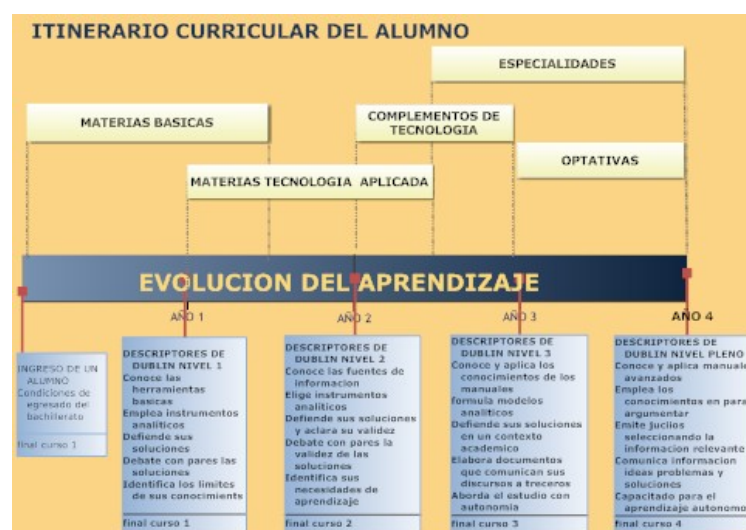 ITINERARIO CURRICULAR DEL ALUMNO
ESPECIALIDADES
MATERIAS BASICAS
COMPLEMENTOS DE
TECNOLOGIA
OPTATIVAS
MATERIAS TECNOLOGIA APLICADA
EVOLUCION DEL APRENDIZAJE
AÑO 1
AÑO 2
AÑO 3
AÑO 4
INGRESO DE UN
ALUMNO
Condiciones de
egresado del
bachillerato
final curso 1
DESCRIPTORES DE
DUBLIN NIVEL 1
Conoce las
herramientas
basicas
Emplea instrumentos
analíticos
Defiende sus
soluciones
Debate con pares las
soluciones
Identifica los limites
de sus conocimients
final curso 1
DESCRIPTORES DE
DUBLIN NIVEL 2
Conoce las fuentes de
informacion
Elige instrumentos
analíticos
Defiende sus soluciones
y aclara su validez
Debate con pares la
validez de las
soluciones
Identifica sus
necesidades de
aprendizaje
final curso 2
DESCRIPTORES DE
DUBLIN NIVEL 3
Conoce y aplica los
conocimientos de los
manuales
formula modelos
analíticos
Defiende sus soluciones
en un contexto
academico
Elabora documentos
que comunican sus
discursos a treceros
Aborda el estudio con
autonomia
final curso 3
DESCRIPTORES DE
DUBLIN NIVEL PLENO
Conoce y aplica manuale
avanzados
Emplea los
conocimientos en para
argumentar
Emite juciios
seleccionando la
informacion relevante
Comunica informacion
ideas problemas y
soluciones
Capacitado para el
aprendizaje autonomo
final curso 4